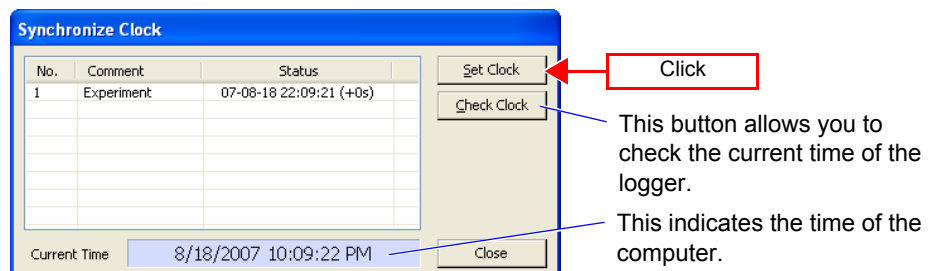 Synchronize Clock
No. Comment Status
1 Experiment 07-08-18 22:09:21 (+0s)
Set Clock
Check Clock
Click
This button allows you to
check the current time of the
logger.
This indicates the time of the
computer.
Current Time 8/18/2007 10:09:22 PM
Close